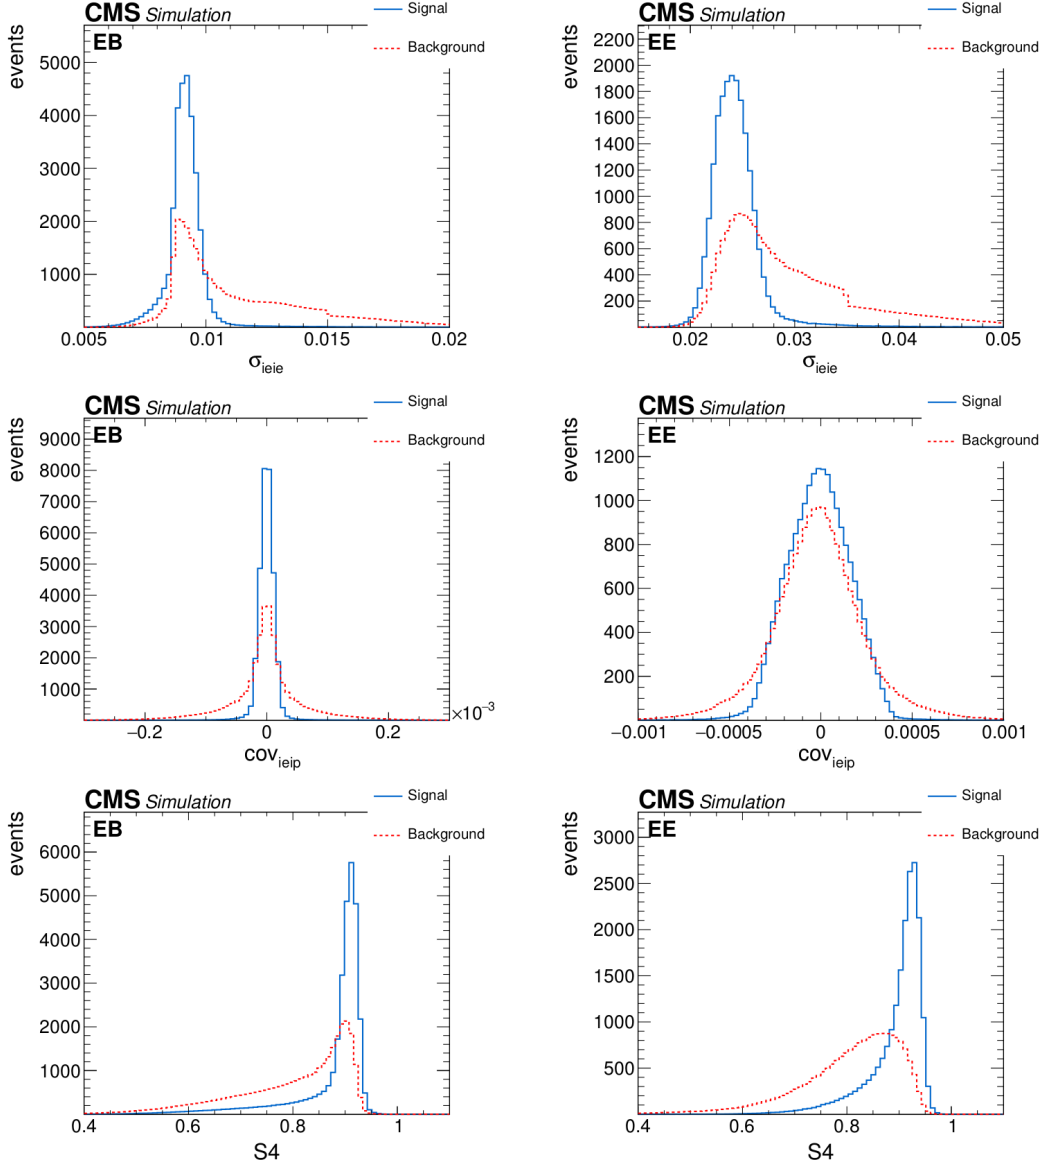 CMS Simulation
EB
Signal
Background
events
5000
4000
3000
2000
1000
0.005
0.01
0.015
0.02
σieie
CMS Simulation
EE
Signal
Background
events
2200
2000
1800
1600
1400
1200
1000
800
600
400
200
0.02
0.03
0.04
0.05
σieie
CMS Simulation
EB
Signal
Background
events
9000
8000
7000
6000
5000
4000
3000
2000
1000
−0.2
0
0.2
×10−3
covieip
CMS Simulation
EE
Signal
Background
events
1200
1000
800
600
400
200
−0.001
−0.0005
0
0.0005
0.001
covieip
CMS Simulation
EB
Signal
Background
events
6000
5000
4000
3000
2000
1000
0.4
0.6
0.8
1
S4
CMS Simulation
EE
Signal
Background
events
3000
2500
2000
1500
1000
500
0.4
0.6
0.8
1
S4